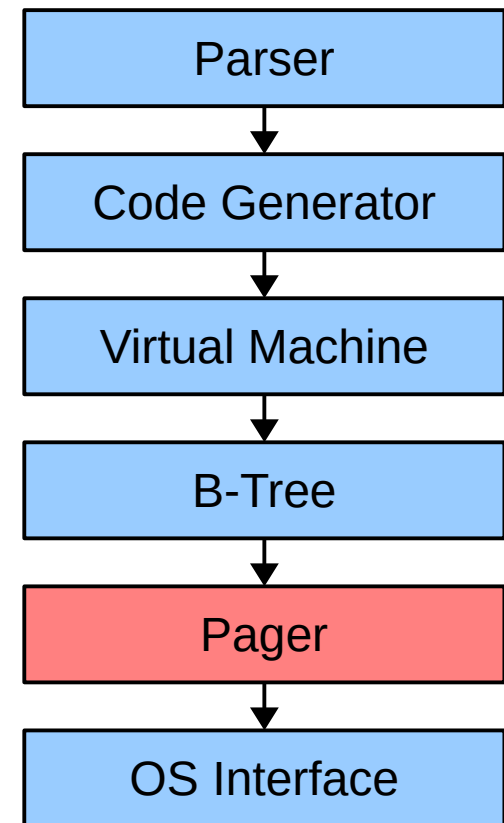 Parser
Code Generator
Virtual Machine
B-Tree
Pager
OS Interface